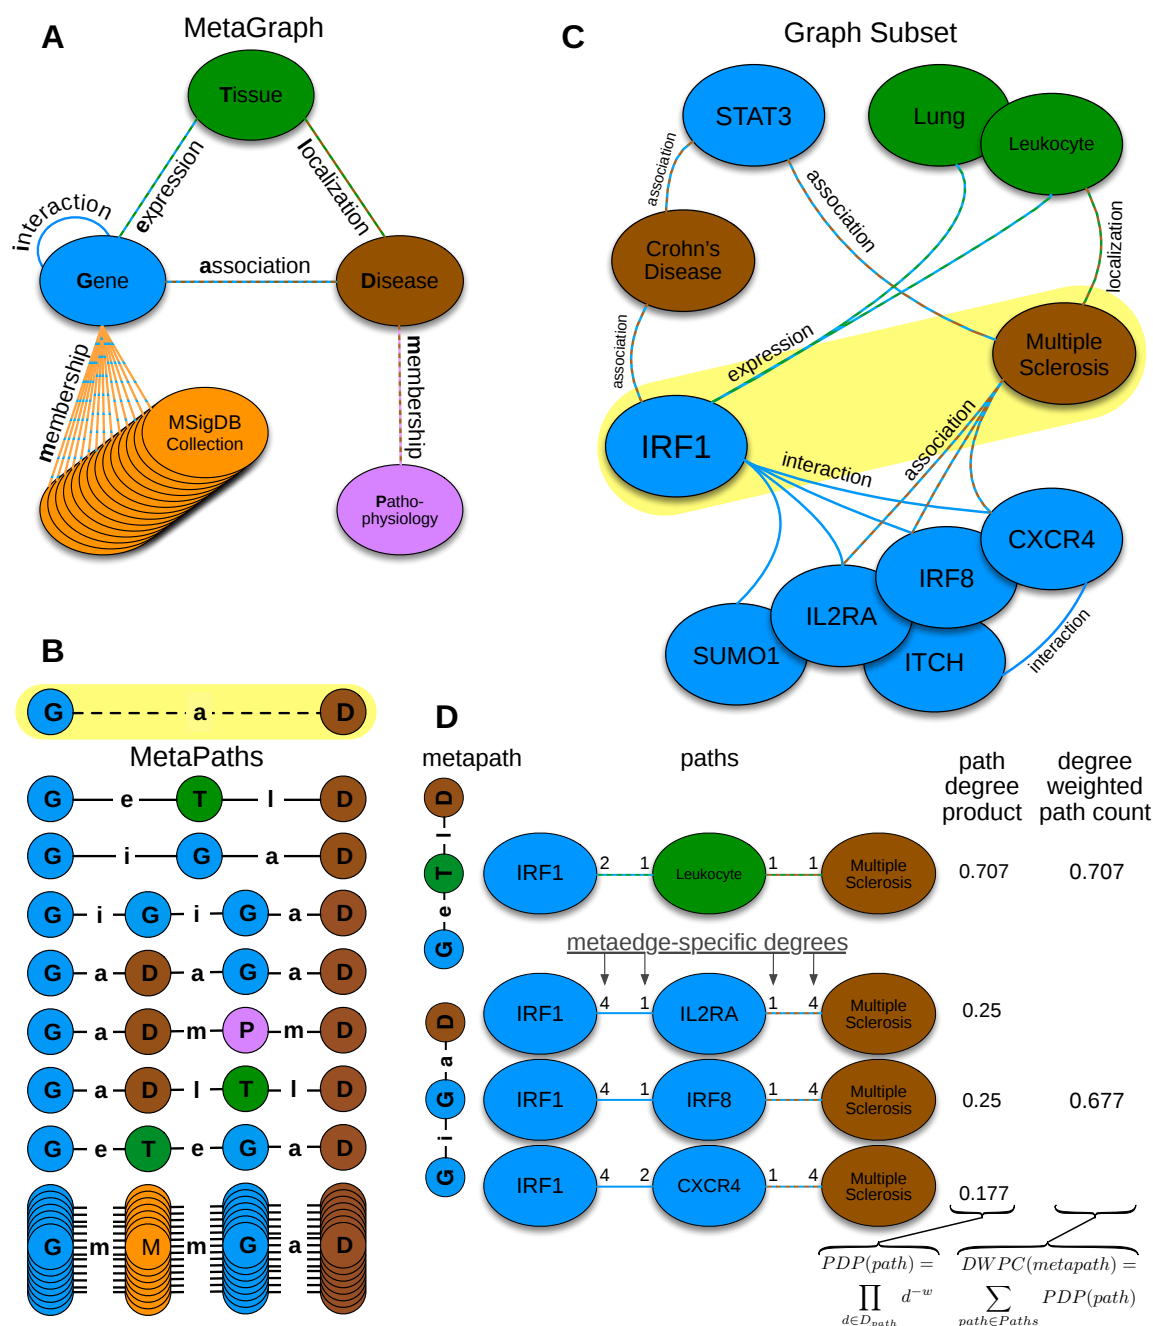 A
MetaGraph
Tissue
expression
localization
interaction
Gene
association
Disease
membership
membership
MSigDB
Collection
Patho-
physiology
C
Graph Subset
STAT3
Lung
Leukocyte
association
association
localization
Crohn's
Disease
association
expression
Multiple
Sclerosis
IRF1
interaction
association
CXCR4
IRF8
IL2RA
SUMO1
ITCH
interaction
B
G a D
MetaPaths
G e T l D
G i G a D
G i G i G a D
G a D a G a D
G a D m P m D
G a D l T l D
G e T e G a D
G m M m G a D
D
metapath
paths
path
degree
product
degree
weighted
path count
G e T l D
IRF1 2 1 Leukocyte 1 1 Multiple
Sclerosis
0.707
0.707
metaedge-specific degrees
G i G a D
IRF1 4 1 IL2RA 1 4 Multiple
Sclerosis
0.25
IRF1 4 1 IRF8 1 4 Multiple
Sclerosis
0.25
0.677
IRF1 4 2 CXCR4 1 4 Multiple
Sclerosis
0.177
PDP(path) =
∏ d^{-w}
d∈D_{path}
DWPC(metapath) =
∑ PDP(path)
path∈Paths